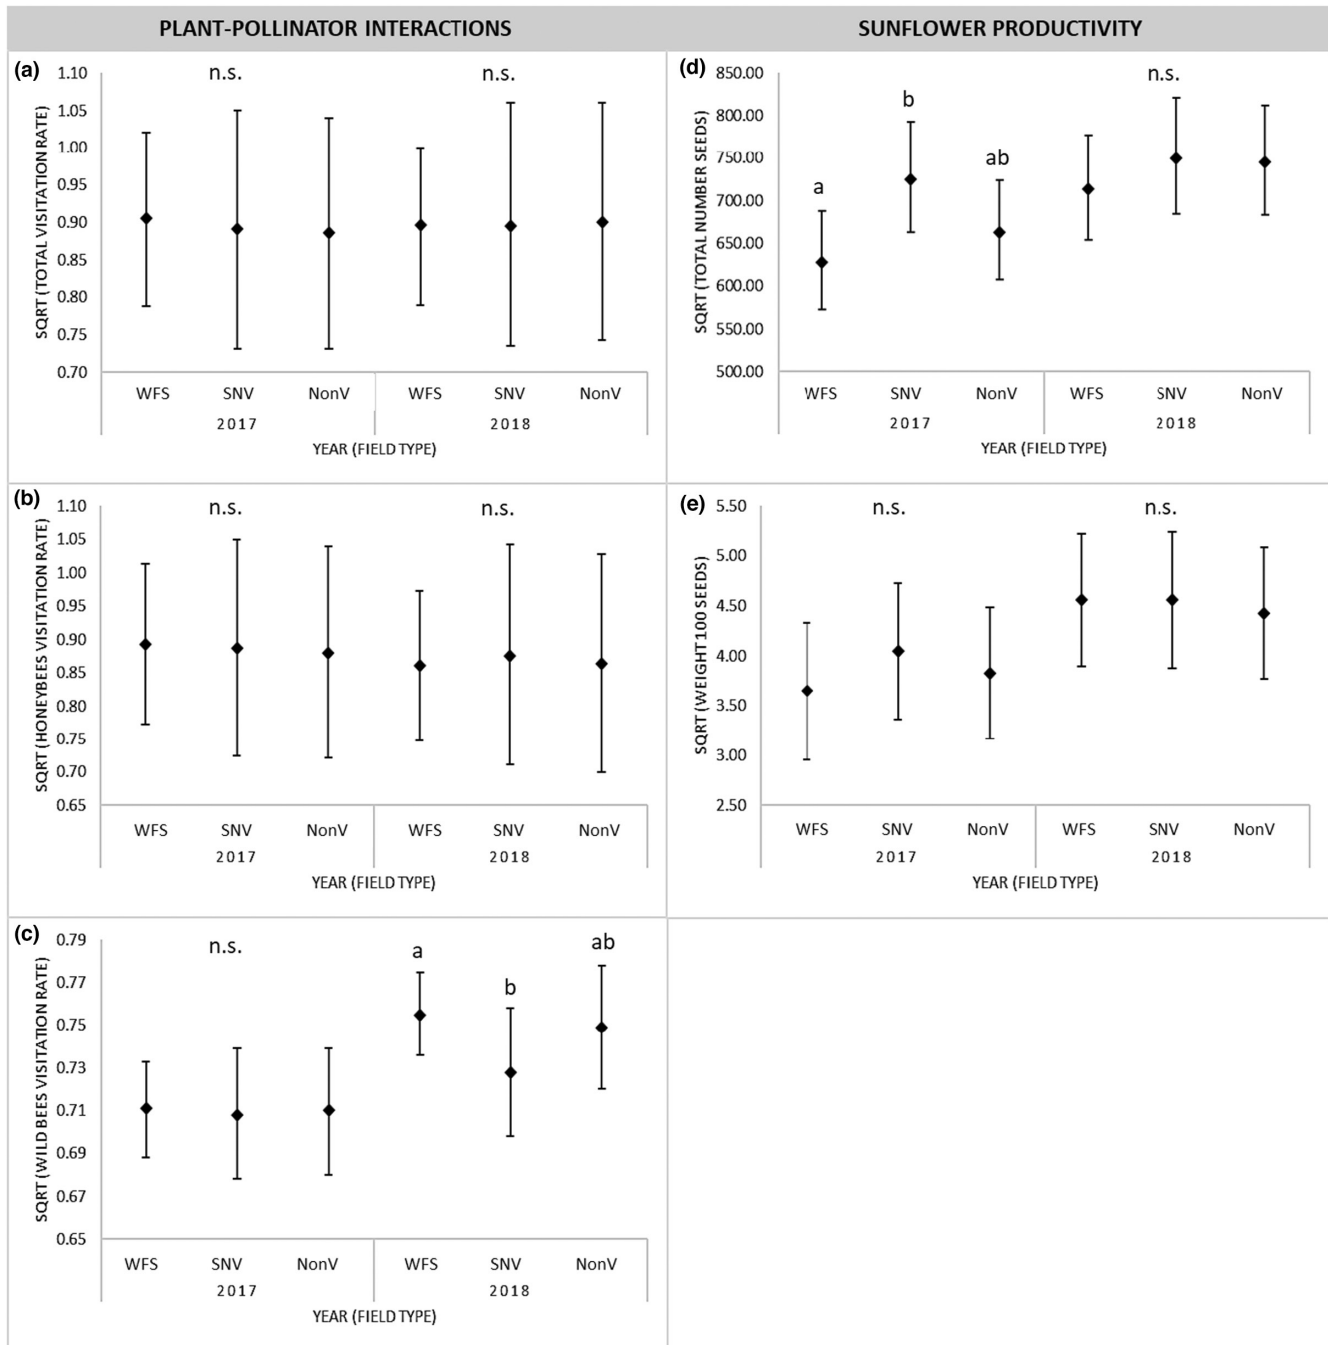 PLANT-POLLINATOR INTERACTIONS
SUNFLOWER PRODUCTIVITY
(a)
SQRT (TOTAL VISITATION RATE)
1.10
1.05
1.00
0.95
0.90
0.85
0.80
0.75
0.70
n.s. n.s.
WFS SNV NonV WFS SNV NonV
2017 2018
YEAR (FIELD TYPE)
(d)
SQRT (TOTAL NUMBER SEEDS)
850.00
800.00
750.00
700.00
650.00
600.00
550.00
500.00
a b ab n.s.
WFS SNV NonV WFS SNV NonV
2017 2018
YEAR (FIELD TYPE)
(b)
SQRT (HONEYBEES VISITATION RATE)
1.10
1.05
1.00
0.95
0.90
0.85
0.80
0.75
0.70
0.65
n.s. n.s.
WFS SNV NonV WFS SNV NonV
2017 2018
YEAR (FIELD TYPE)
(e)
SQRT (WEIGHT 100 SEEDS)
5.50
5.00
4.50
4.00
3.50
3.00
2.50
n.s. n.s.
WFS SNV NonV WFS SNV NonV
2017 2018
YEAR (FIELD TYPE)
(c)
SQRT (WILD BEES VISITATION RATE)
0.79
0.77
0.75
0.73
0.71
0.69
0.67
0.65
n.s. a b ab
WFS SNV NonV WFS SNV NonV
2017 2018
YEAR (FIELD TYPE)